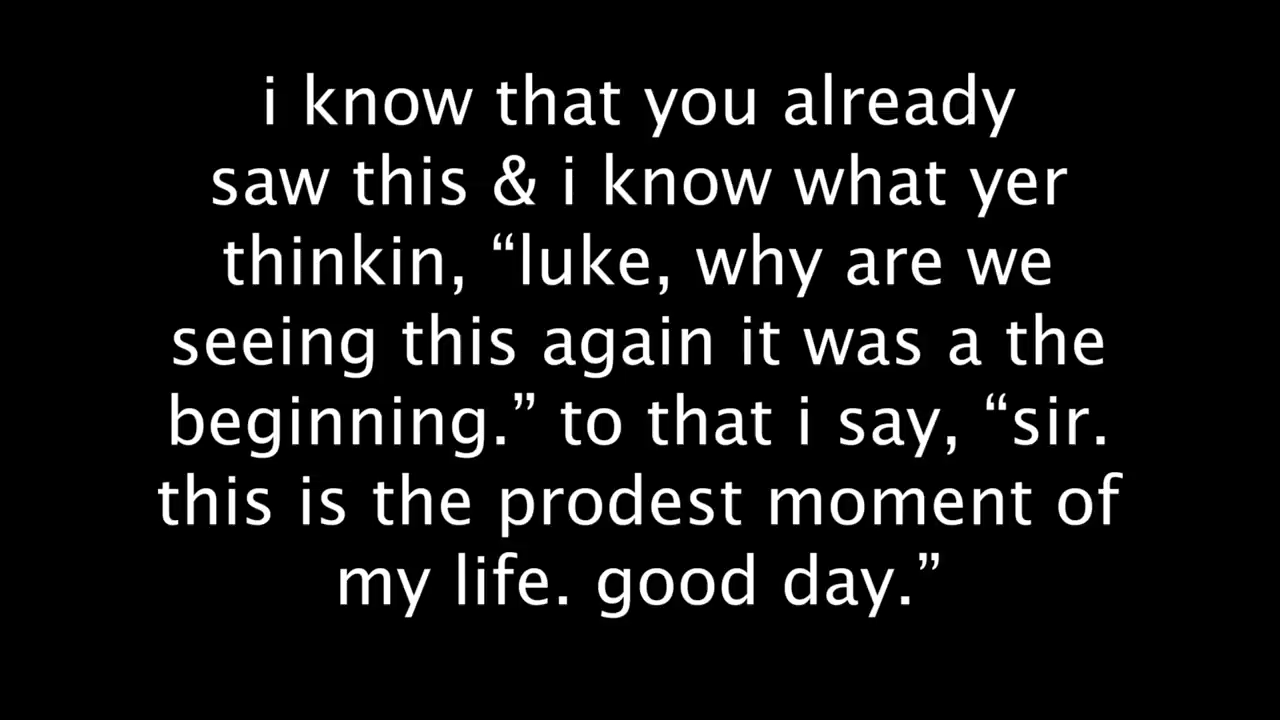 i know that you already
saw this & i know what yer
thinkin, “luke, why are we
seeing this again it was a the
beginning.” to that i say, “sir.
this is the prodest moment of
my life. good day.”